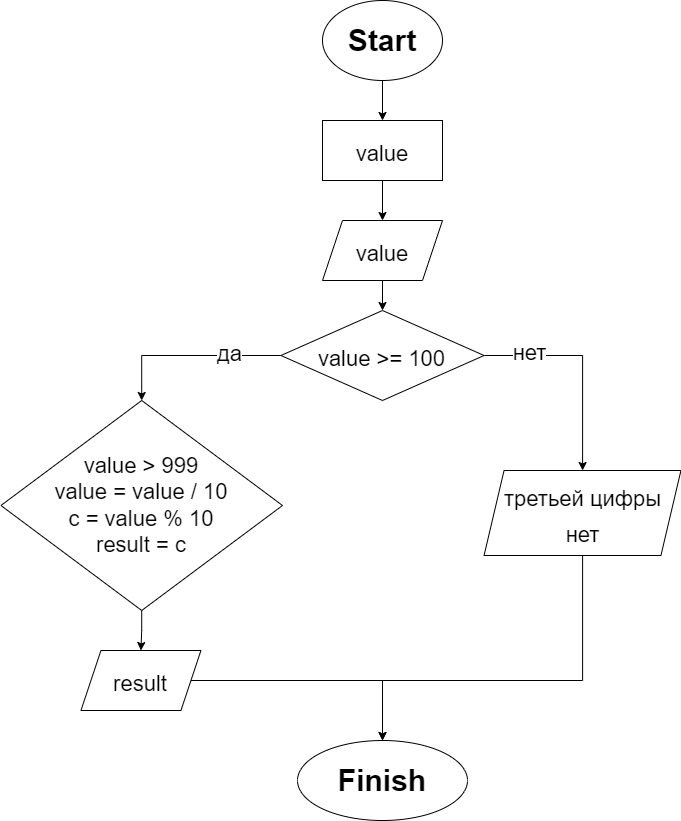 Start
value
value
value >= 100
да
нет
value > 999
value = value / 10
c = value % 10
result = c
третьей цифры
нет
result
Finish